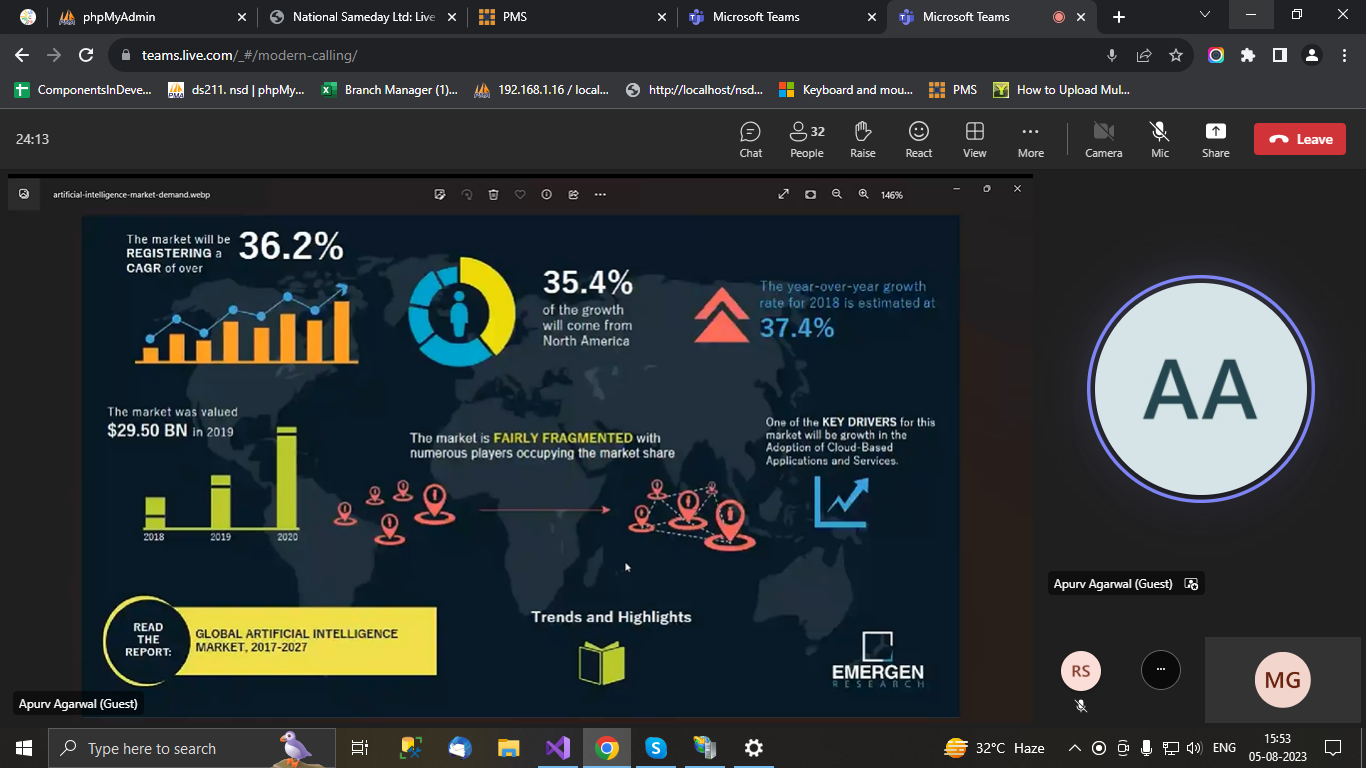 phpMyAdmin
National Sameday Ltd: Live
PMS
Microsoft Teams
Microsoft Teams
teams.live.com/_#/modern-calling/
ComponentsInDeve...
ds211. nsd | phpMy...
Branch Manager (1)...
192.168.1.16 / local...
http://localhost/nsd...
Keyboard and mou...
PMS
How to Upload Mul...
24:13
Chat
People
32
Raise
React
View
More
Camera
Mic
Share
Leave
artificial-intelligence-market-demand.webp
146%
The market will be
REGISTERING a
CAGR of over
36.2%
35.4%
of the growth
will come from
North America
The year-over-year growth
rate for 2018 is estimated at
37.4%
The market was valued
$29.50 BN in 2019
2018
2019
2020
The market is FAIRLY FRAGMENTED with
numerous players occupying the market share
One of the KEY DRIVERS for this
market will be growth in the
Adoption of Cloud-Based
Applications and Services.
READ
THE
REPORT:
GLOBAL ARTIFICIAL INTELLIGENCE
MARKET, 2017-2027
Trends and Highlights
EMERGEN
RESEARCH
Apurv Agarwal (Guest)
AA
Apurv Agarwal (Guest)
RS
MG
Type here to search
32°C Haze
ENG
15:53
05-08-2023